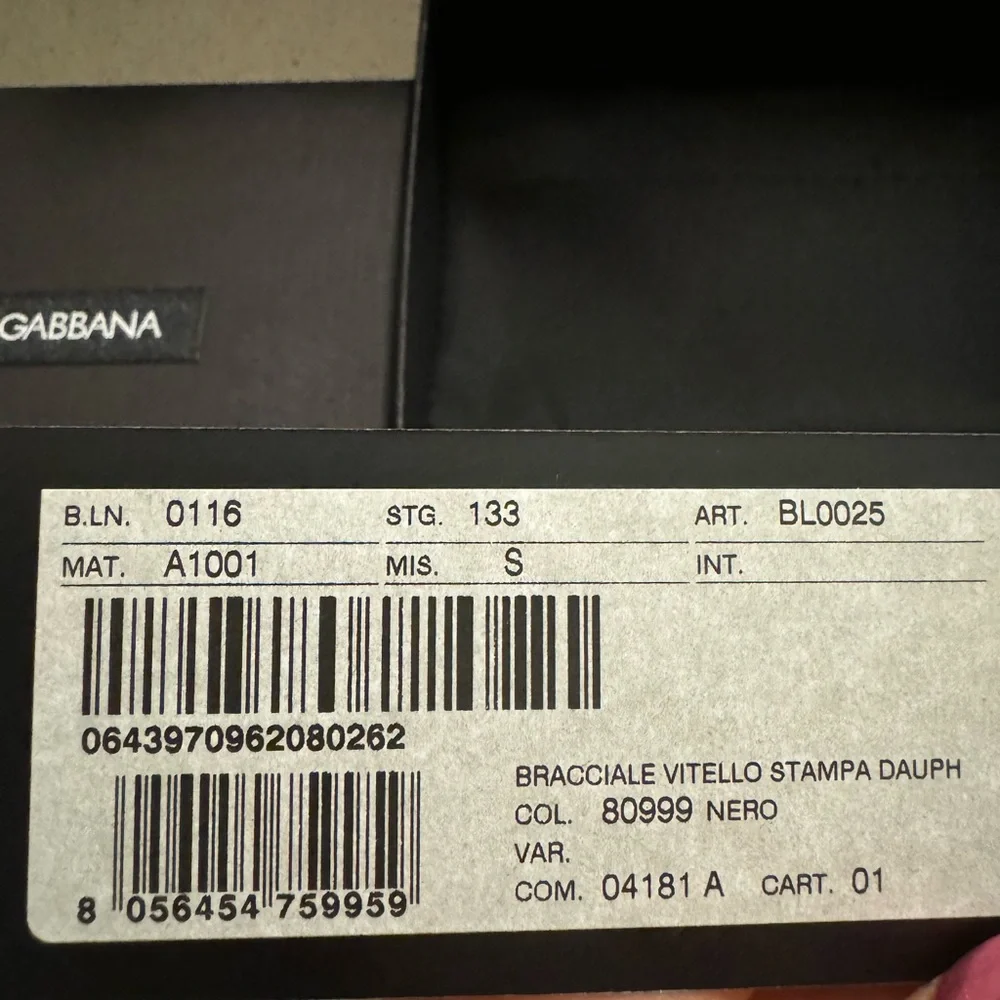 GABBANA
B.LN. 0116 STG. 133 ART. BL0025
MAT. A1001 MIS. S INT.
0643970962080262
BRACCIALE VITELLO STAMPA DAUPH
COL. 80999 NERO
VAR.
COM. 04181 A CART. 01
8 056454 759959